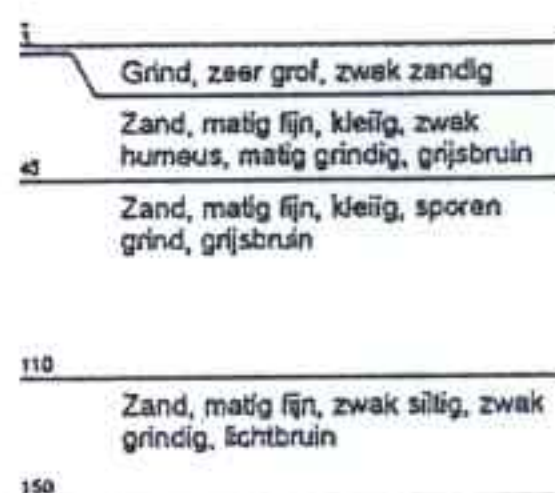 Grind, zeer grof, zwak zandig
Zand, matig fijn, kleiïg, zwak
humeus, matig grindig, grijsbruin
45
Zand, matig fijn, kleiïg, sporen
grind, grijsbruin
110
Zand, matig fijn, zwak siltig, zwak
grindig, lichtbruin
150